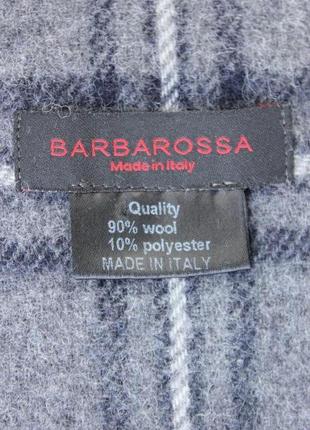 BARBAROSSA
Made in Italy
Quality
90% wool
10% polyester
MADE IN iTALY